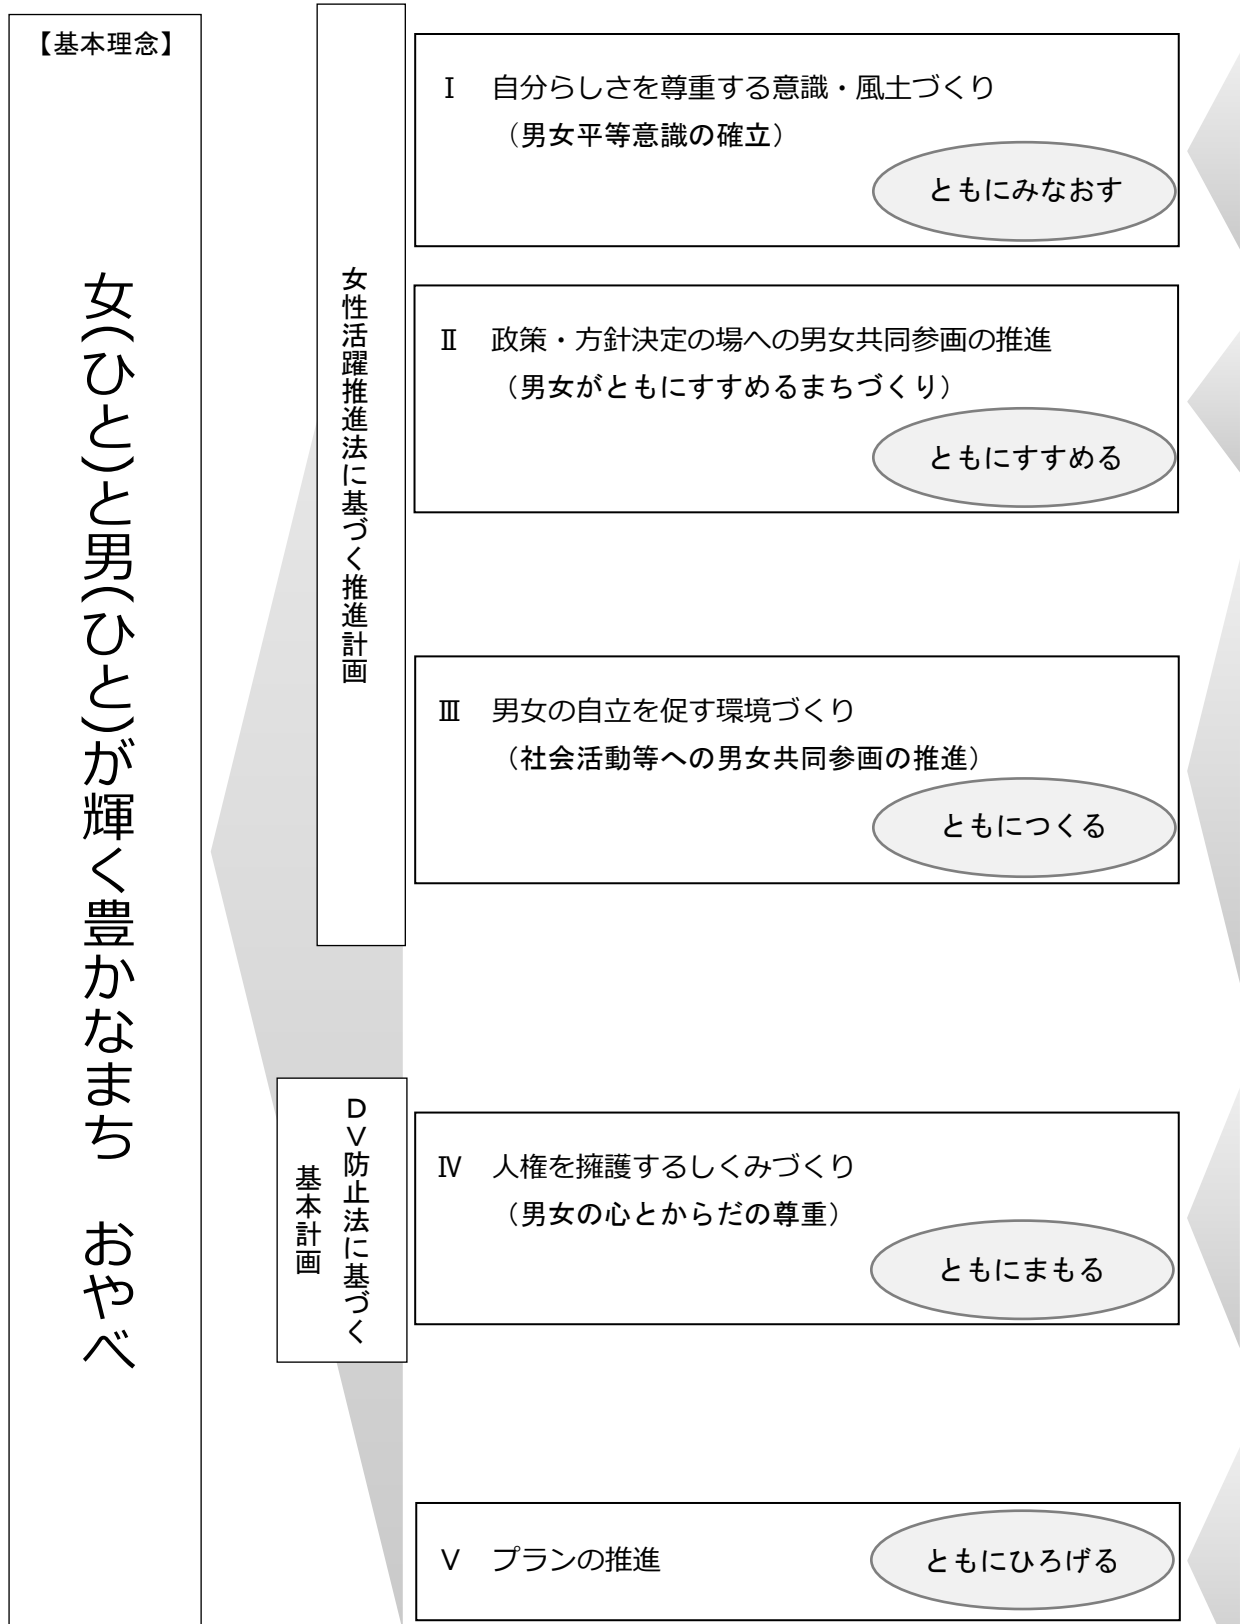 【基本理念】
女(ひと)と男(ひと)が輝く豊かなまち　おやべ
女性活躍推進法に基づく推進計画
Ⅰ　自分らしさを尊重する意識・風土づくり
（男女平等意識の確立）
ともにみなおす
Ⅱ　政策・方針決定の場への男女共同参画の推進
（男女がともにすすめるまちづくり）
ともにすすめる
Ⅲ　男女の自立を促す環境づくり
（社会活動等への男女共同参画の推進）
ともにつくる
ＤＶ防止法に基づく
基本計画
Ⅳ　人権を擁護するしくみづくり
（男女の心とからだの尊重）
ともにまもる
Ⅴ　プランの推進
ともにひろげる